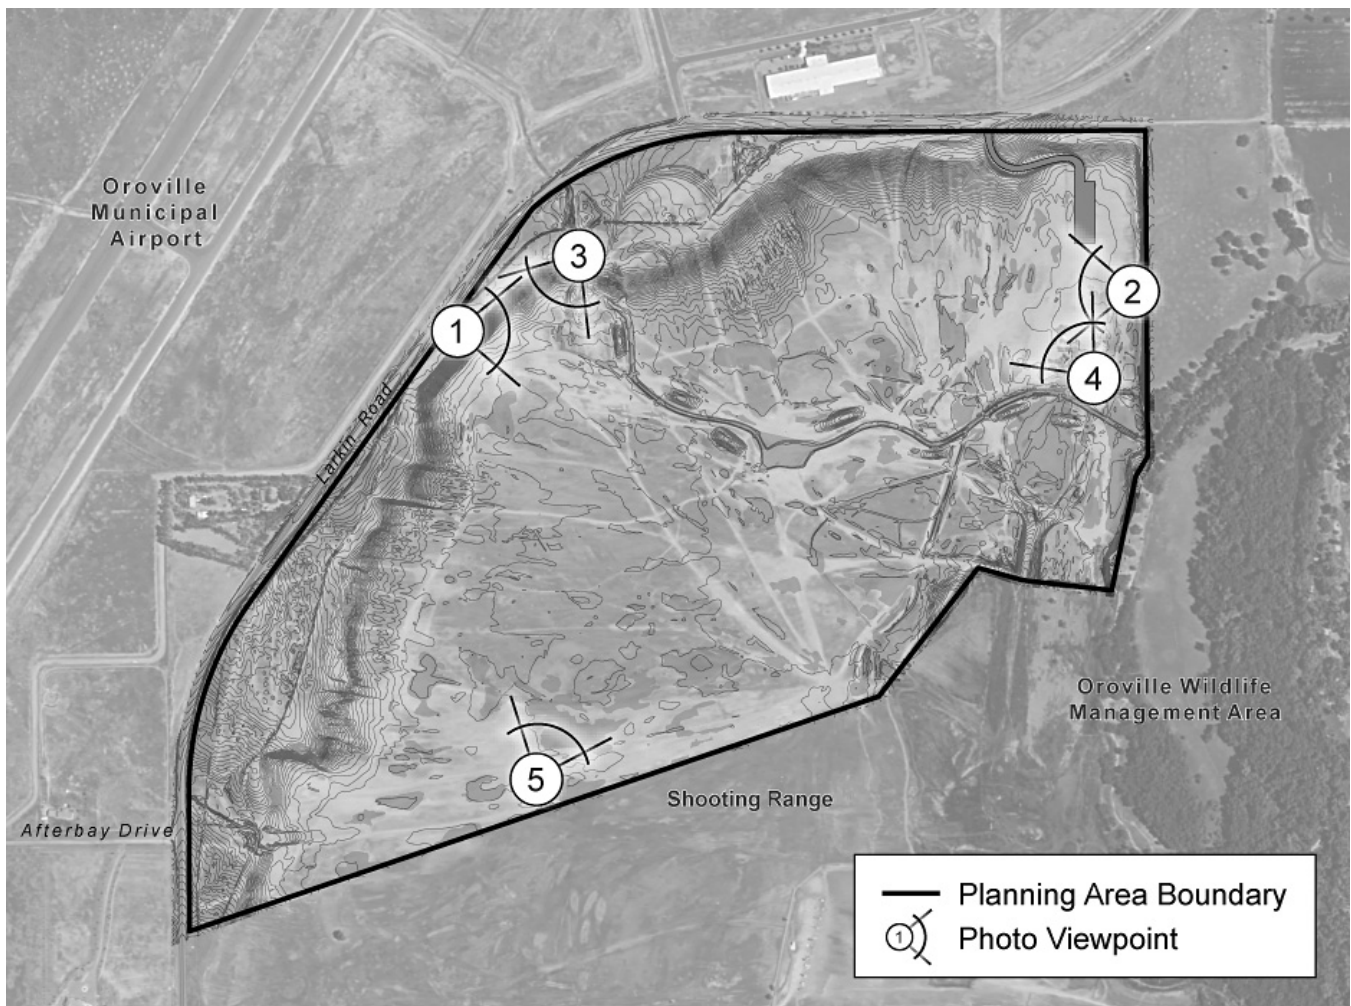 Oroville
Municipal
Airport
3
2
1
4
Larkin Road
Oroville Wildlife
Management Area
5
Shooting Range
Afterbay Drive
Planning Area Boundary
1
Photo Viewpoint